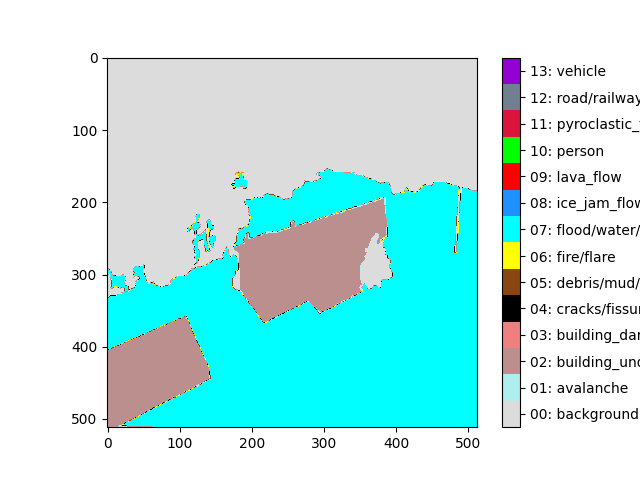 0
100
200
300
400
500
0
100
200
300
400
500
13: vehicle
12: road/railway
11: pyroclastic_
10: person
09: lava_flow
08: ice_jam_flow
07: flood/water/
06: fire/flare
05: debris/mud/
04: cracks/fissur
03: building_dam
02: building_und
01: avalanche
00: background